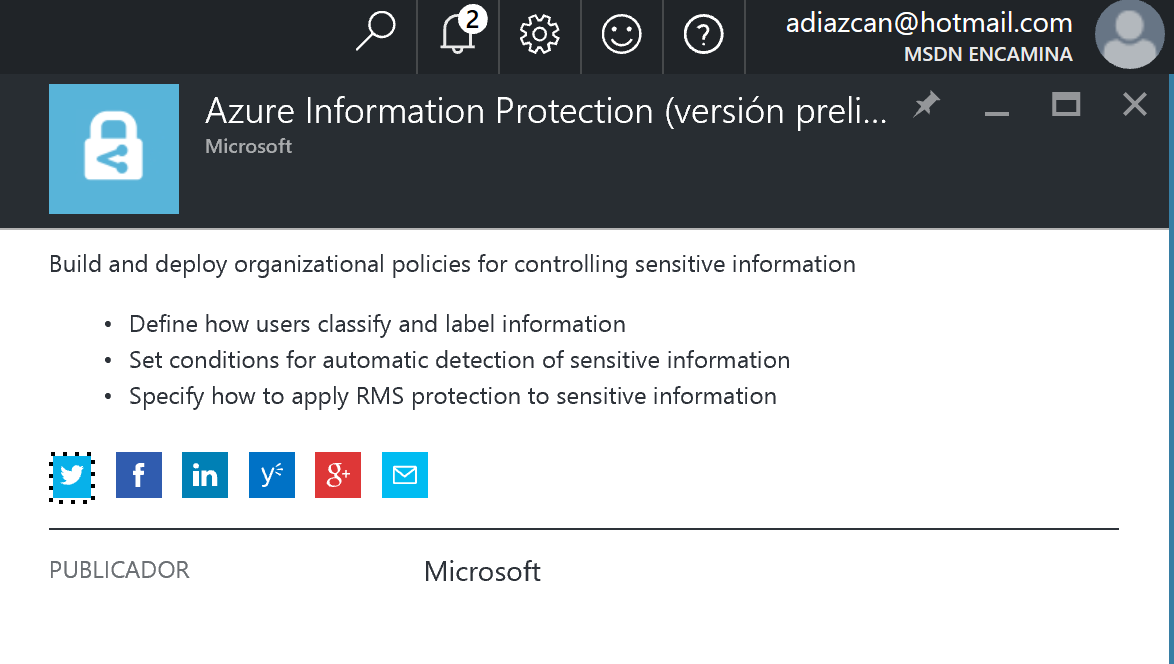 2
adiazcan@hotmail.com
MSDN ENCAMINA
Azure Information Protection (versión preli...
Microsoft
Build and deploy organizational policies for controlling sensitive information
• Define how users classify and label information
• Set conditions for automatic detection of sensitive information
• Specify how to apply RMS protection to sensitive information
f in y g+
PUBLICADOR Microsoft